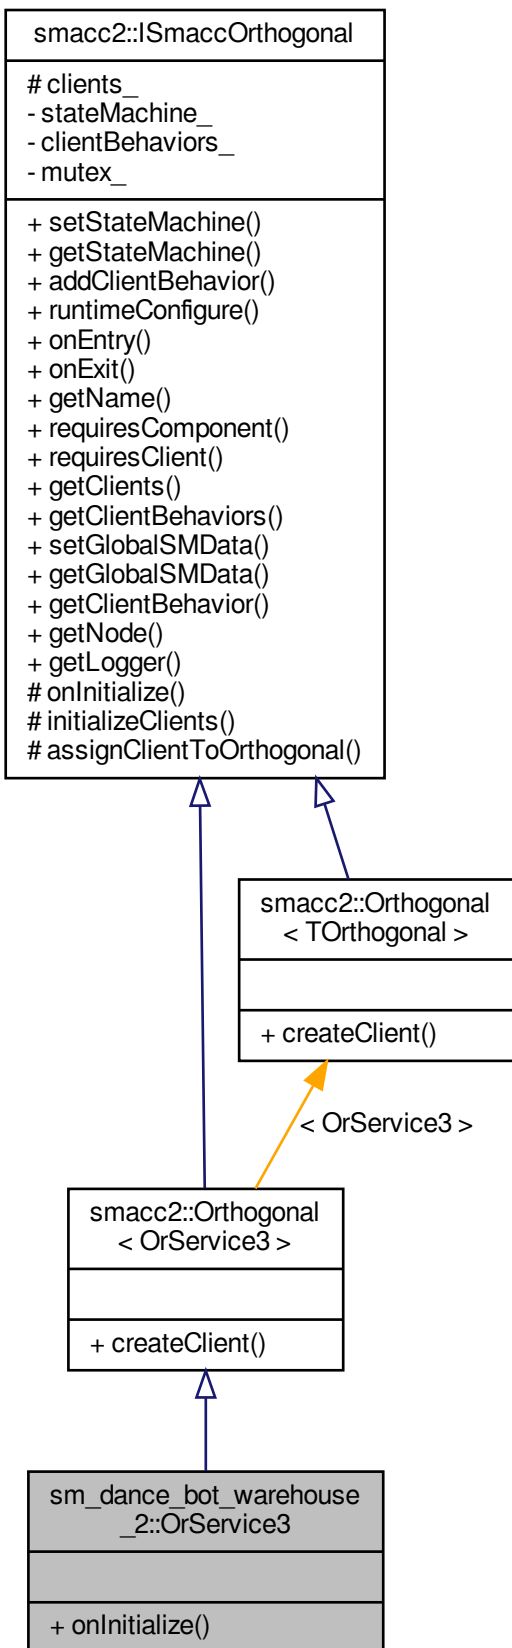 smacc2::ISmaccOrthogonal
# clients_
- stateMachine_
- clientBehaviors_
- mutex_
+ setStateMachine()
+ getStateMachine()
+ addClientBehavior()
+ runtimeConfigure()
+ onEntry()
+ onExit()
+ getName()
+ requiresComponent()
+ requiresClient()
+ getClients()
+ getClientBehaviors()
+ setGlobalSMData()
+ getGlobalSMData()
+ getClientBehavior()
+ getNode()
+ getLogger()
# onInitialize()
# initializeClients()
# assignClientToOrthogonal()
smacc2::Orthogonal
< TOrthogonal >
+ createClient()
< OrService3 >
smacc2::Orthogonal
< OrService3 >
+ createClient()
sm_dance_bot_warehouse
_2::OrService3
+ onInitialize()